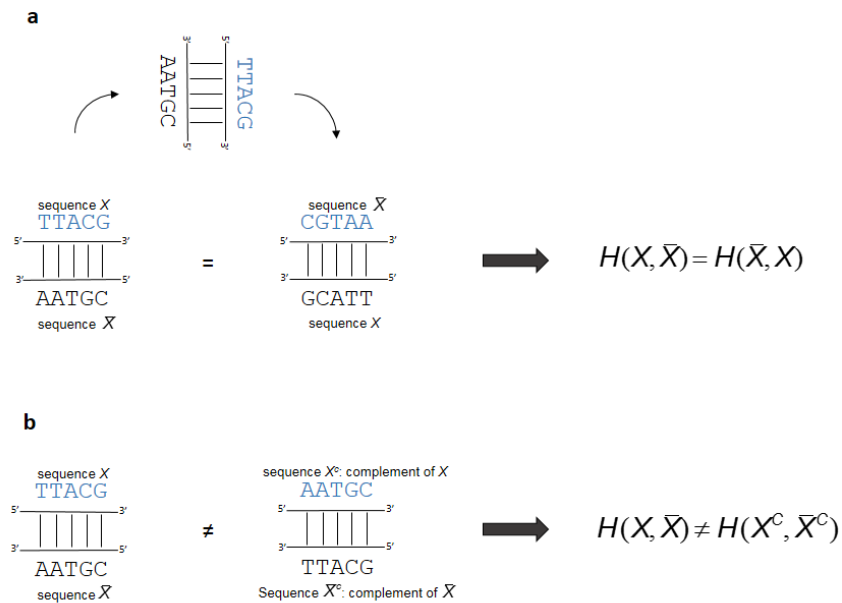 a
3' 5'
AATGC TTACG
5' 3'
sequence X
TTACG
5' 3'
3' 5'
AATGC
sequence X̄
=
sequence X̄
CGTAA
5' 3'
3' 5'
GCATT
sequence X
H(X, X̄) = H(X̄, X)
b
sequence X
TTACG
5' 3'
3' 5'
AATGC
sequence X̄
≠
sequence Xᶜ: complement of X
AATGC
5' 3'
3' 5'
TTACG
Sequence X̄ᶜ: complement of X̄
H(X, X̄) ≠ H(Xᶜ, X̄ᶜ)